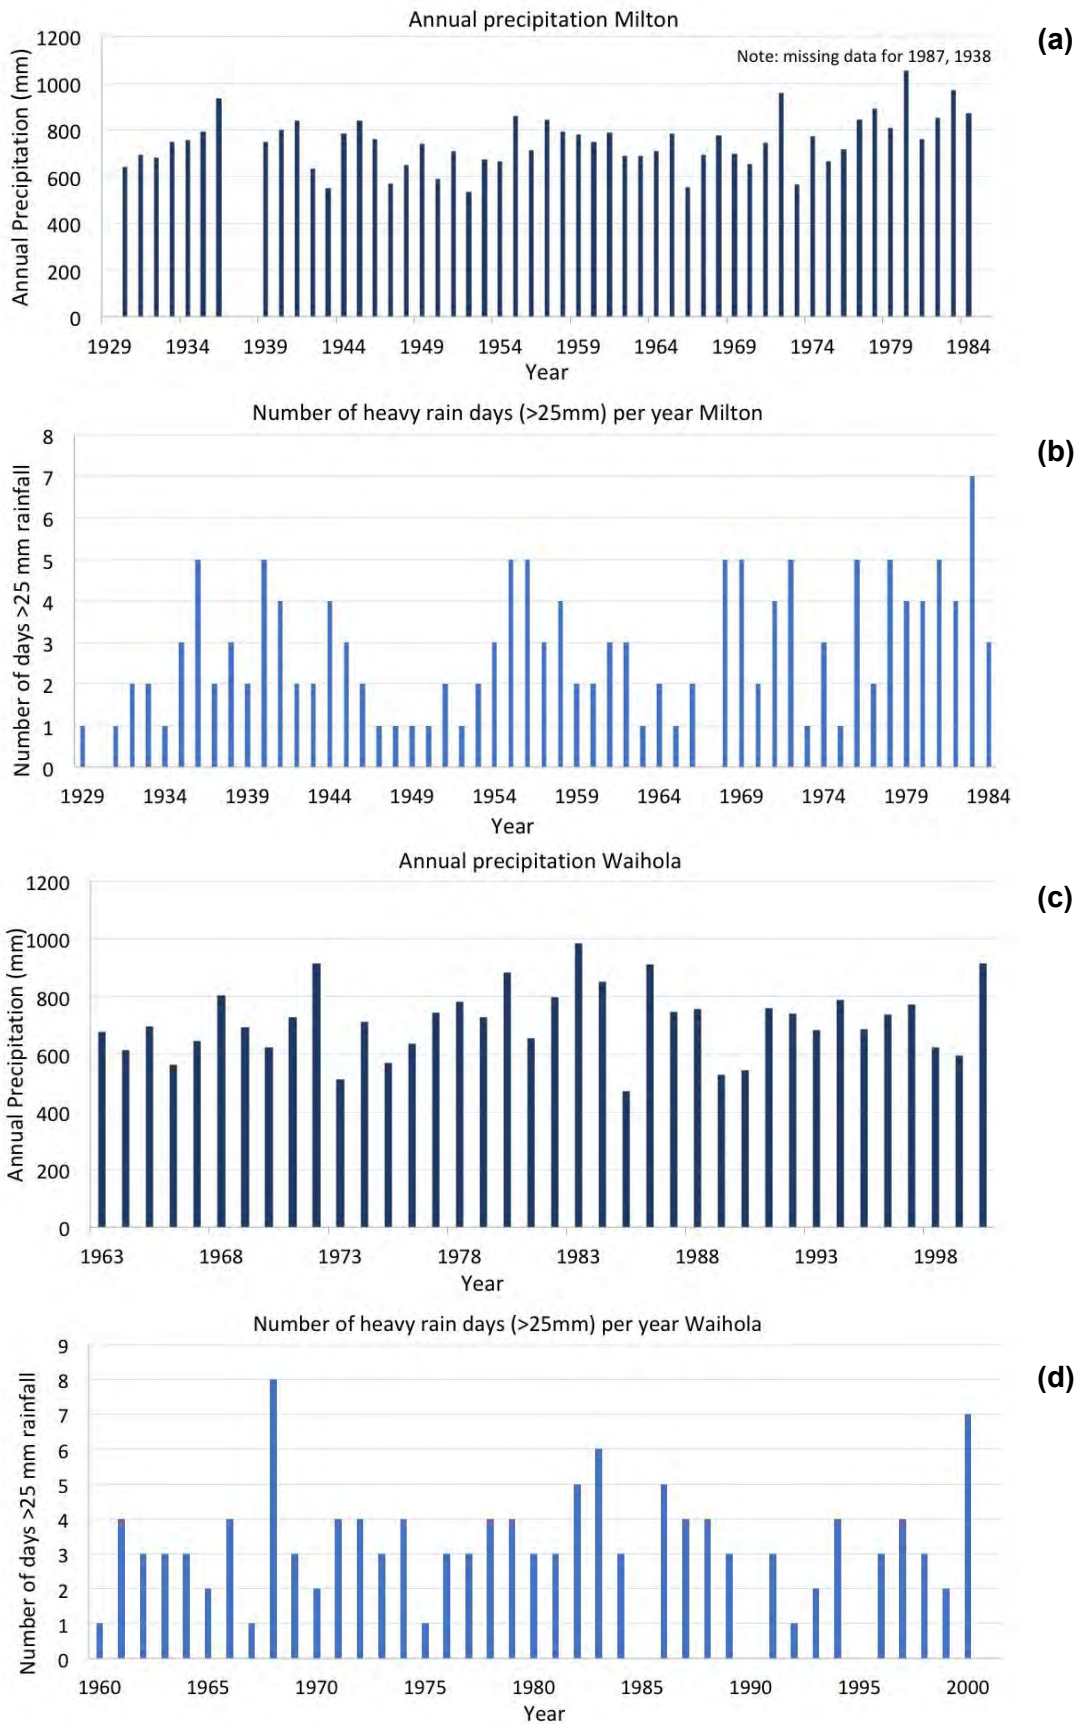 Annual precipitation Milton
(a)
Note: missing data for 1987, 1938
Annual Precipitation (mm)
1200
1000
800
600
400
200
0
1929 1934 1939 1944 1949 1954 1959 1964 1969 1974 1979 1984
Year
Number of heavy rain days (>25mm) per year Milton
(b)
Number of days >25 mm rainfall
8
7
6
5
4
3
2
1
0
1929 1934 1939 1944 1949 1954 1959 1964 1969 1974 1979 1984
Year
Annual precipitation Waihola
(c)
Annual Precipitation (mm)
1200
1000
800
600
400
200
0
1963 1968 1973 1978 1983 1988 1993 1998
Year
Number of heavy rain days (>25mm) per year Waihola
(d)
Number of days >25 mm rainfall
9
8
7
6
5
4
3
2
1
0
1960 1965 1970 1975 1980 1985 1990 1995 2000
Year